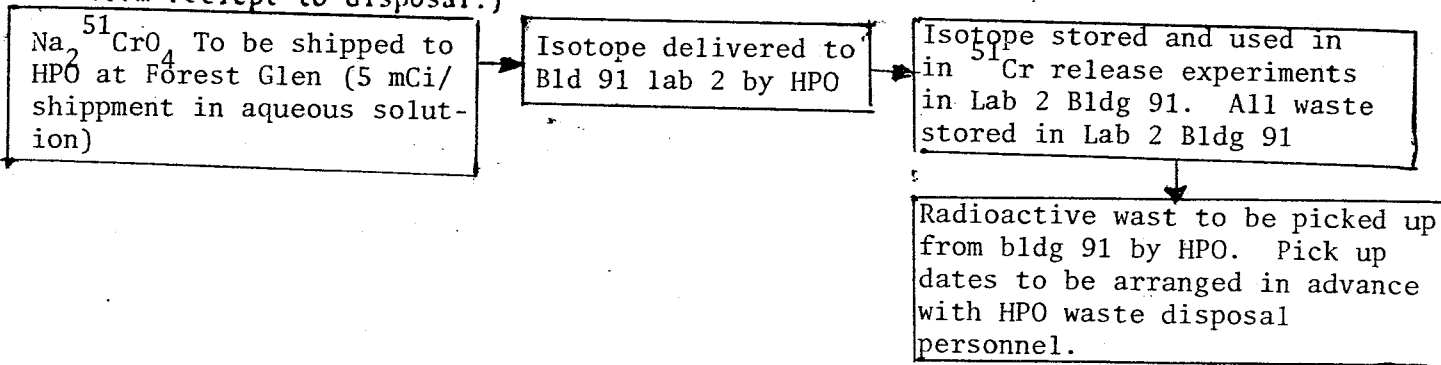 reciept to disposal.)
Na₂⁵¹CrO₄ To be shipped to
HPO at Forest Glen (5 mCi/
shippment in aqueous solut-
ion)
Isotope delivered to
Bld 91 lab 2 by HPO
Isotope stored and used in
in ⁵¹Cr release experiments
in Lab 2 Bldg 91. All waste
stored in Lab 2 Bldg 91
Radioactive wast to be picked up
from bldg 91 by HPO. Pick up
dates to be arranged in advance
with HPO waste disposal
personnel.